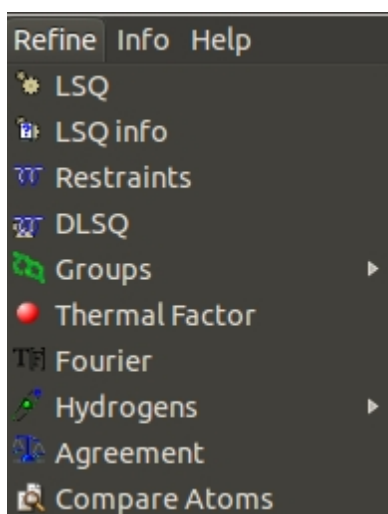 Refine Info Help
LSQ
LSQ info
Restraints
DLSQ
Groups
Thermal Factor
Fourier
Hydrogens
Agreement
Compare Atoms